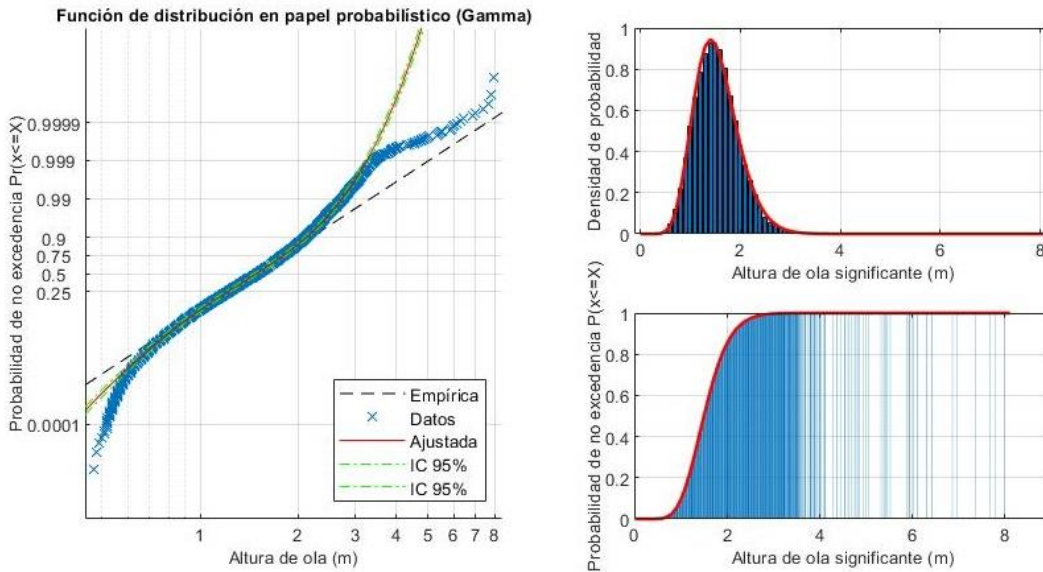 Función de distribución en papel probabilístico (Gamma)
Probabilidad de no excedencia Pr(x<=X)
0.9999
0.999
0.99
0.9
0.75
0.5
0.25
0.0001
Empírica
Datos
Ajustada
IC 95%
IC 95%
1 2 3 4 5 6 7 8
Altura de ola (m)
Densidad de probabilidad
1
0.8
0.6
0.4
0.2
0
0 2 4 6 8
Altura de ola significante (m)
Probabilidad de no excedencia P(x<=X)
1
0.8
0.6
0.4
0.2
0
0 2 4 6 8
Altura de ola significante (m)